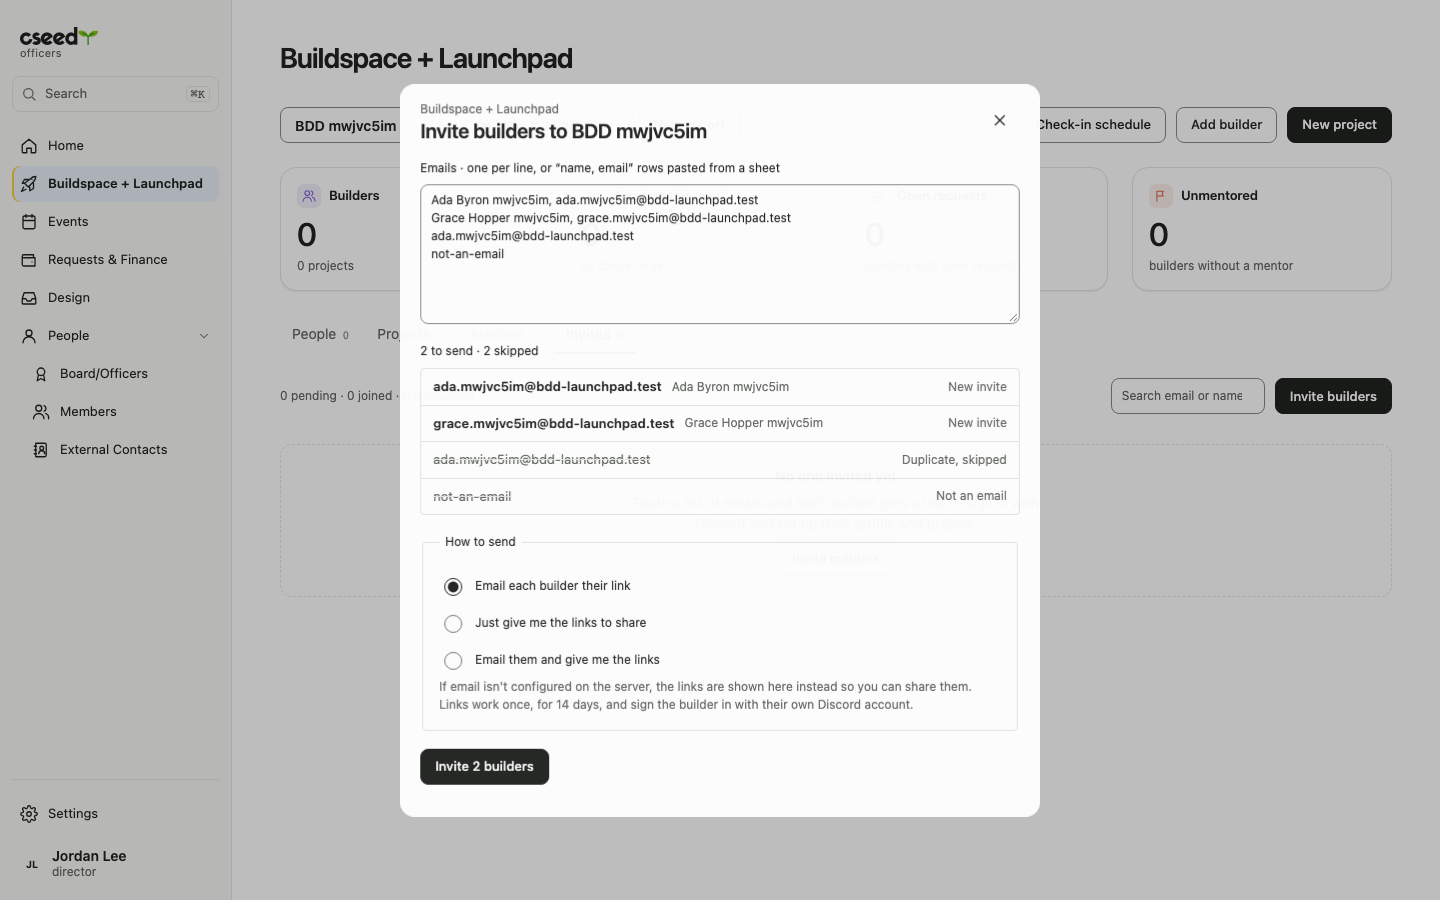 cseed
officers
Search
⌘K
Home
Buildspace + Launchpad
Events
Requests & Finance
Design
People
Board/Officers
Members
External Contacts
Settings
JL
Jordan Lee
director
Buildspace + Launchpad
BDD mwjvc5im
Check-in schedule
Add builder
New project
Builders
0
0 projects
Open requests
0
Unmentored
0
builders without a mentor
People 0
Invites
0 pending · 0 joined ·
Search email or name
Invite builders
No one invited yet
Invite builders
Buildspace + Launchpad
Invite builders to BDD mwjvc5im
Emails · one per line, or “name, email” rows pasted from a sheet
Ada Byron mwjvc5im, ada.mwjvc5im@bdd-launchpad.test
Grace Hopper mwjvc5im, grace.mwjvc5im@bdd-launchpad.test
ada.mwjvc5im@bdd-launchpad.test
not-an-email
2 to send · 2 skipped
ada.mwjvc5im@bdd-launchpad.test Ada Byron mwjvc5im New invite
grace.mwjvc5im@bdd-launchpad.test Grace Hopper mwjvc5im New invite
ada.mwjvc5im@bdd-launchpad.test Duplicate, skipped
not-an-email Not an email
How to send
Email each builder their link
Just give me the links to share
Email them and give me the links
If email isn't configured on the server, the links are shown here instead so you can share them.
Links work once, for 14 days, and sign the builder in with their own Discord account.
Invite 2 builders